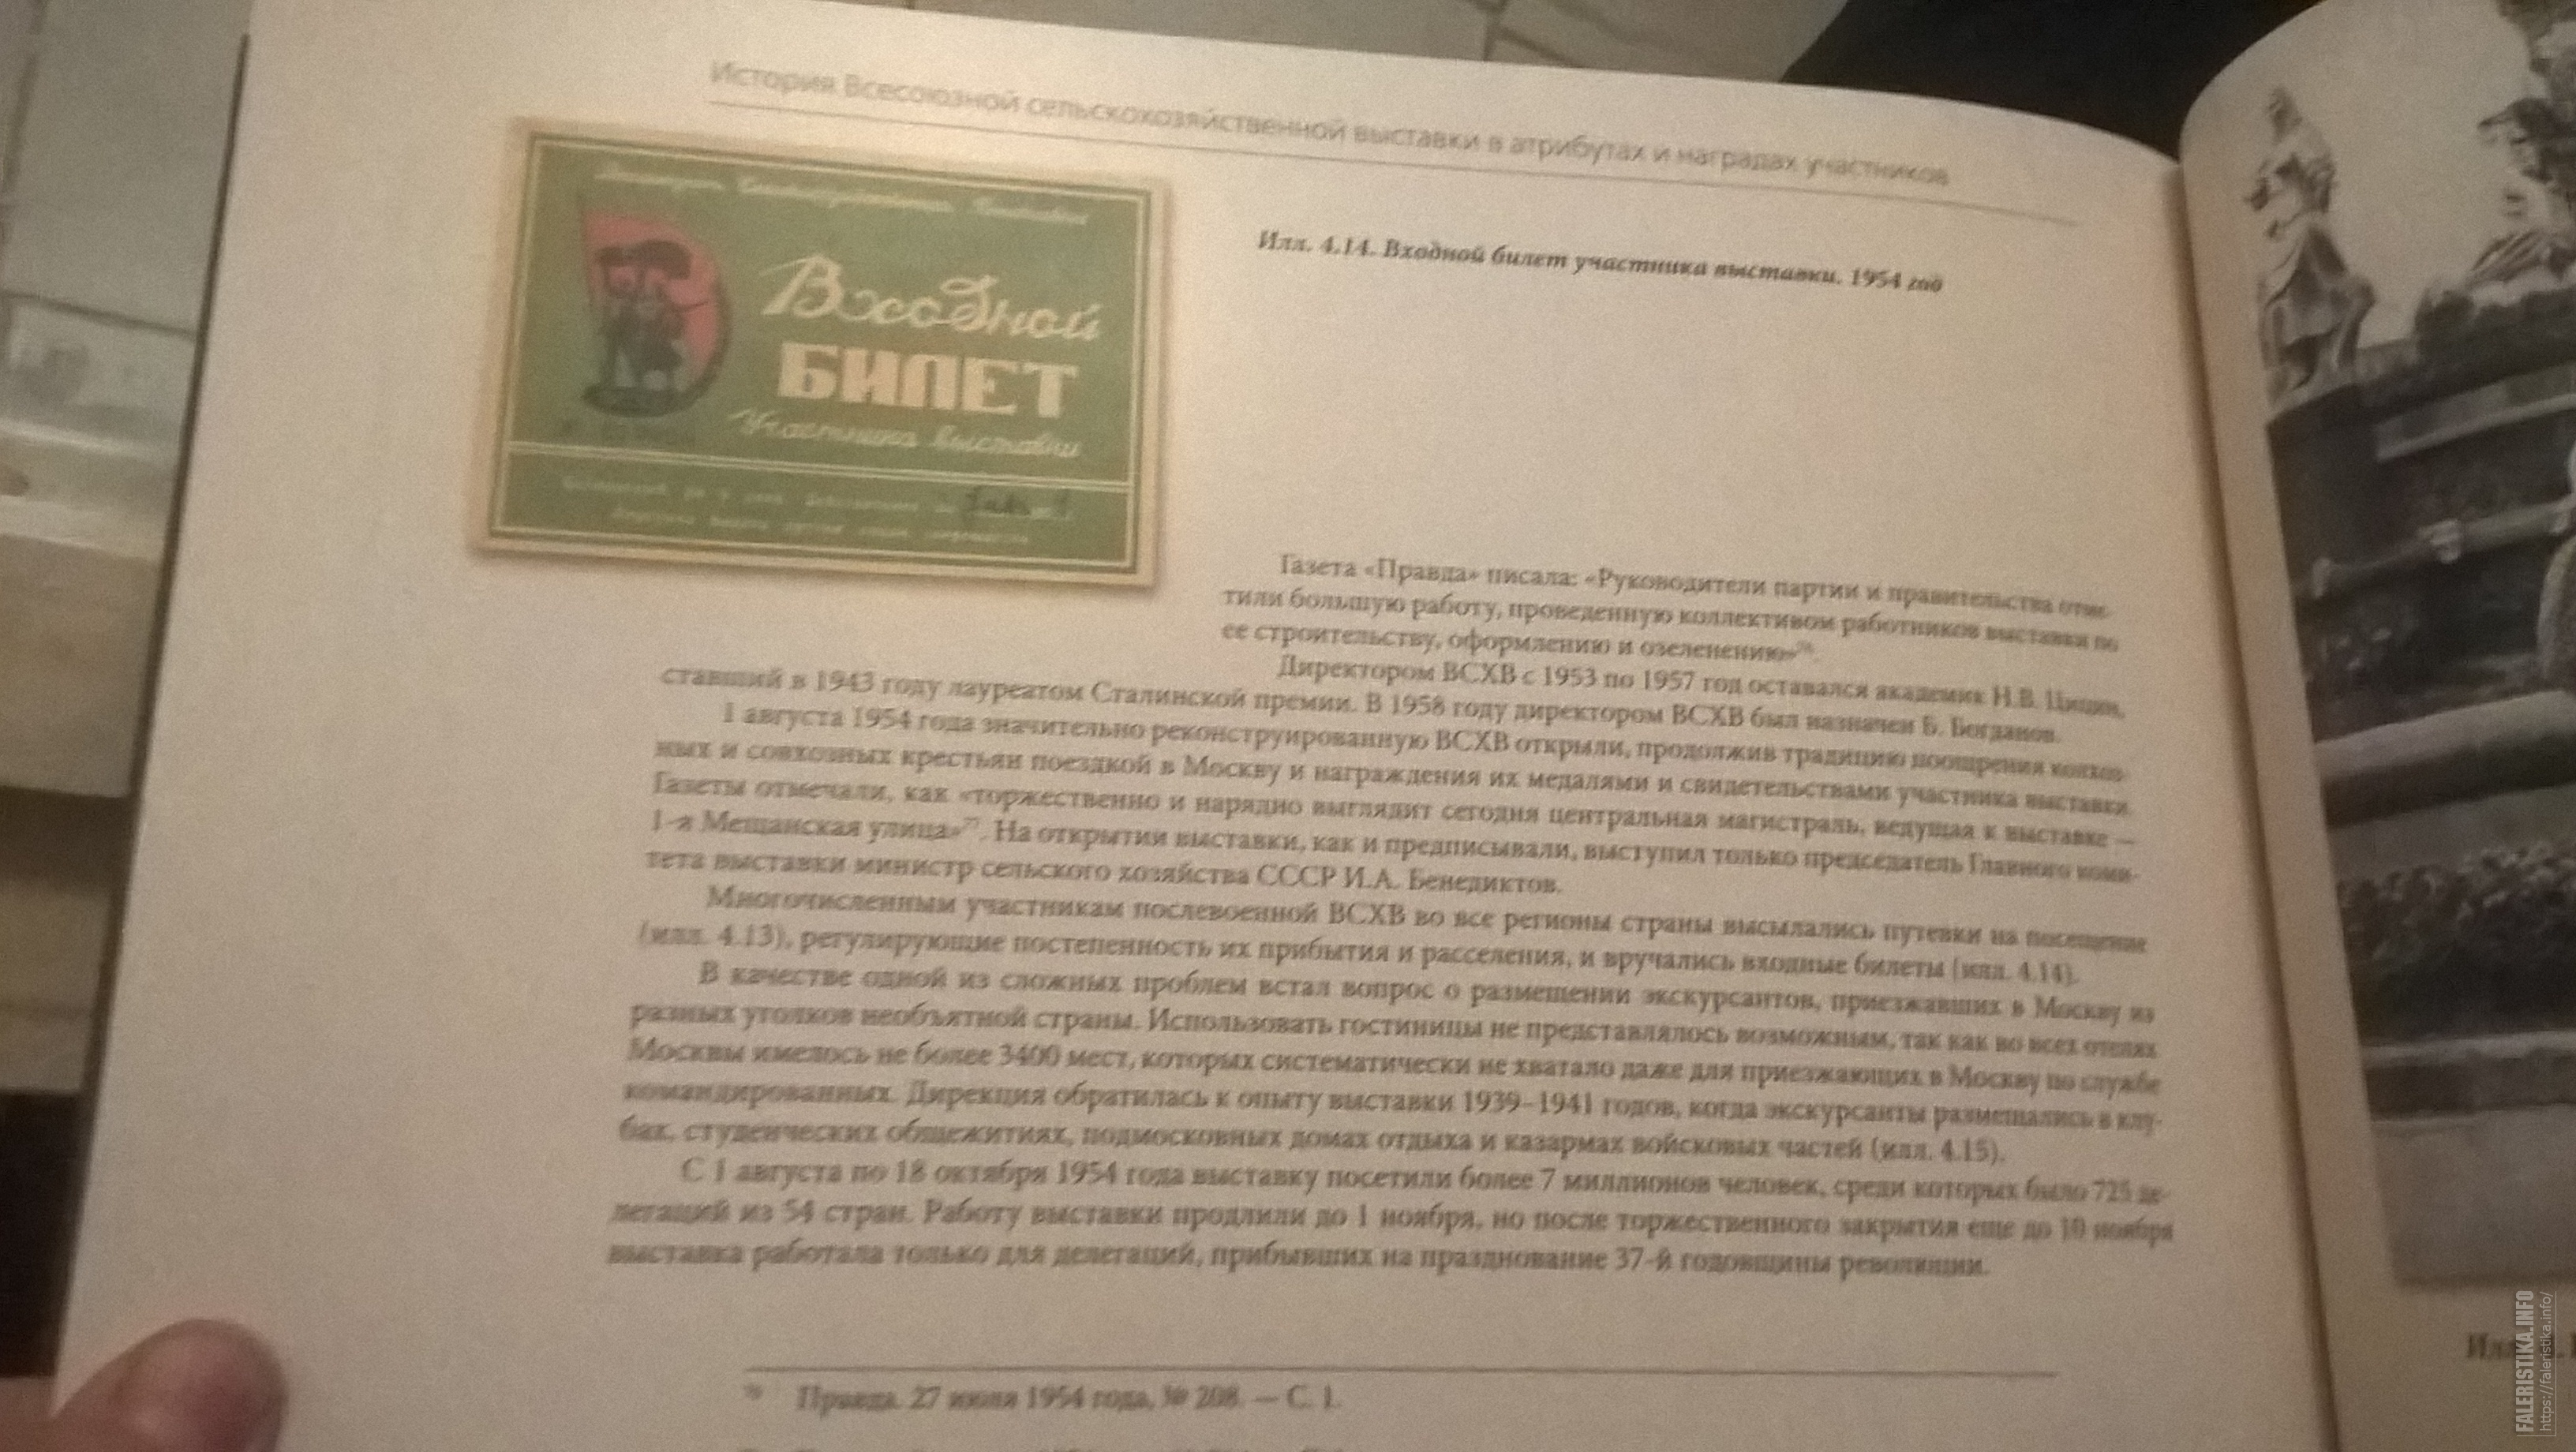 История Всесоюзной сельскохозяйственной выставки в атрибутах и наградах участников
Входной
БИЛЕТ
Участника выставки
Илл. 4.14. Входной билет участника выставки. 1954 год
Газета «Правда» писала: «Руководители партии и правительства отме-
тили большую работу, проведенную коллективом работников выставки по
ее строительству, оформлению и озеленению»76.
Директором ВСХВ с 1953 по 1957 год оставался академик Н.В. Цицин,
ставший в 1943 году лауреатом Сталинской премии. В 1958 году директором ВСХВ был назначен Б. Богданов.
1 августа 1954 года значительно реконструированную ВСХВ открыли, продолжив традицию поощрения колхоз-
ных и совхозных крестьян поездкой в Москву и награждения их медалями и свидетельствами участника выставки.
Газеты отмечали, как «торжественно и нарядно выглядит сегодня центральная магистраль, ведущая к выставке —
1-я Мещанская улица»77. На открытии выставки, как и предписывали, выступил только председатель Главного коми-
тета выставки министр сельского хозяйства СССР И.А. Бенедиктов.
Многочисленным участникам послевоенной ВСХВ во все регионы страны высылались путевки на посещение
(илл. 4.13), регулирующие постепенность их прибытия и расселения, и вручались входные билеты (илл. 4.14).
В качестве одной из сложных проблем встал вопрос о размещении экскурсантов, приезжавших в Москву из
разных уголков необъятной страны. Использовать гостиницы не представлялось возможным, так как во всех отелях
Москвы имелось не более 3400 мест, которых систематически не хватало даже для приезжающих в Москву по службе
командированных. Дирекция обратилась к опыту выставки 1939–1941 годов, когда экскурсанты размещались в клу-
бах, студенческих общежитиях, подмосковных домах отдыха и казармах войсковых частей (илл. 4.15).
С 1 августа по 18 октября 1954 года выставку посетили более 7 миллионов человек, среди которых было 725 де-
легаций из 54 стран. Работу выставки продлили до 1 ноября, но после торжественного закрытия еще до 10 ноября
выставка работала только для делегаций, прибывших на празднование 37-й годовщины революции.
76 Правда. 27 июля 1954 года, № 208. — С. 1.
FALERISTIKA.INFO
https://faleristika.info/